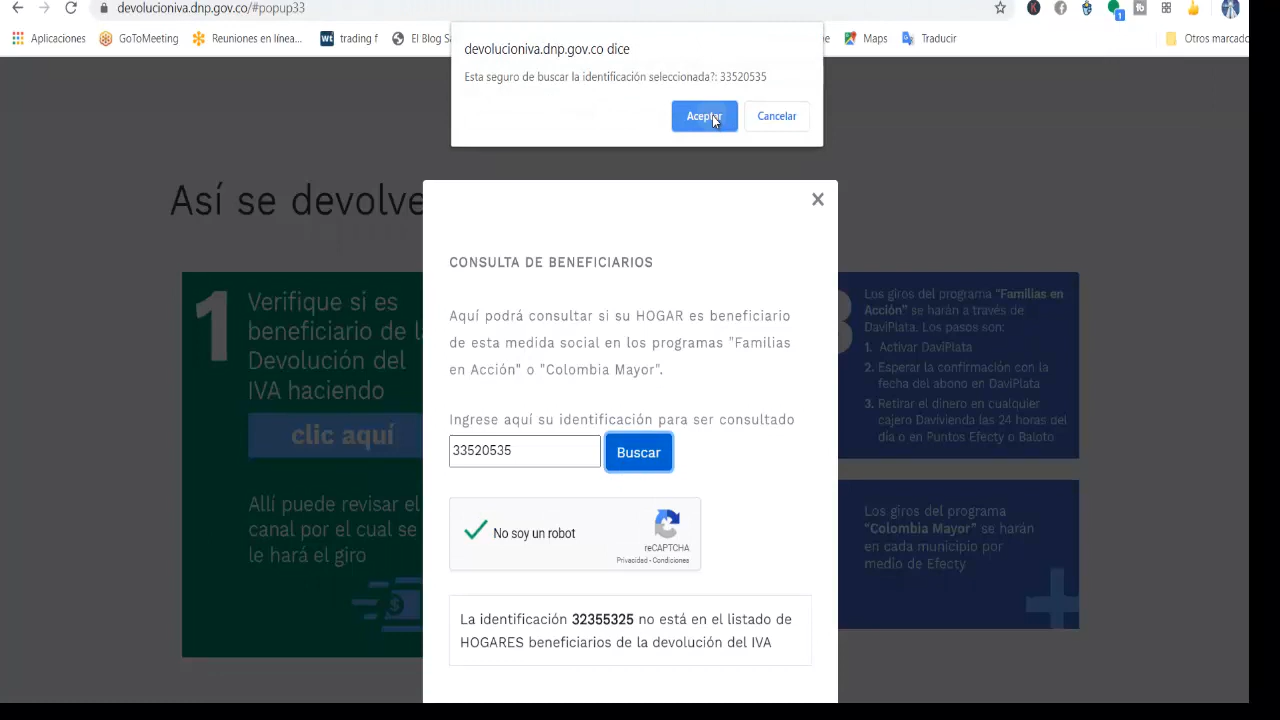 devolucioniva.dnp.gov.co/#popup33
Aplicaciones
GoToMeeting
Reuniones en línea...
trading f
El Blog S
Maps
Traducir
Otros marcado
devolucioniva.dnp.gov.co dice
Esta seguro de buscar la identificación seleccionada?: 33520535
Aceptar
Cancelar
Así se devolve
×
CONSULTA DE BENEFICIARIOS
Aquí podrá consultar si su HOGAR es beneficiario
de esta medida social en los programas "Familias
en Acción" o "Colombia Mayor".
Ingrese aquí su identificación para ser consultado
33520535
Buscar
No soy un robot
reCAPTCHA
Privacidad - Condiciones
La identificación 32355325 no está en el listado de
HOGARES beneficiarios de la devolución del IVA
1
Verifique si es
beneficiario de l
Devolución del
IVA haciendo
clic aquí
Allí puede revisar el
canal por el cual se
le hará el giro
3
Los giros del programa "Familias en
Acción" se harán a través de
DaviPlata. Los pasos son:
1. Activar DaviPlata
2. Esperar la confirmación con la
fecha del abono en DaviPlata
3. Retirar el dinero en cualquier
cajero Davivienda las 24 horas del
día o en Puntos Efecty o Baloto
Los giros del programa
"Colombia Mayor" se harán
en cada municipio por
medio de Efecty